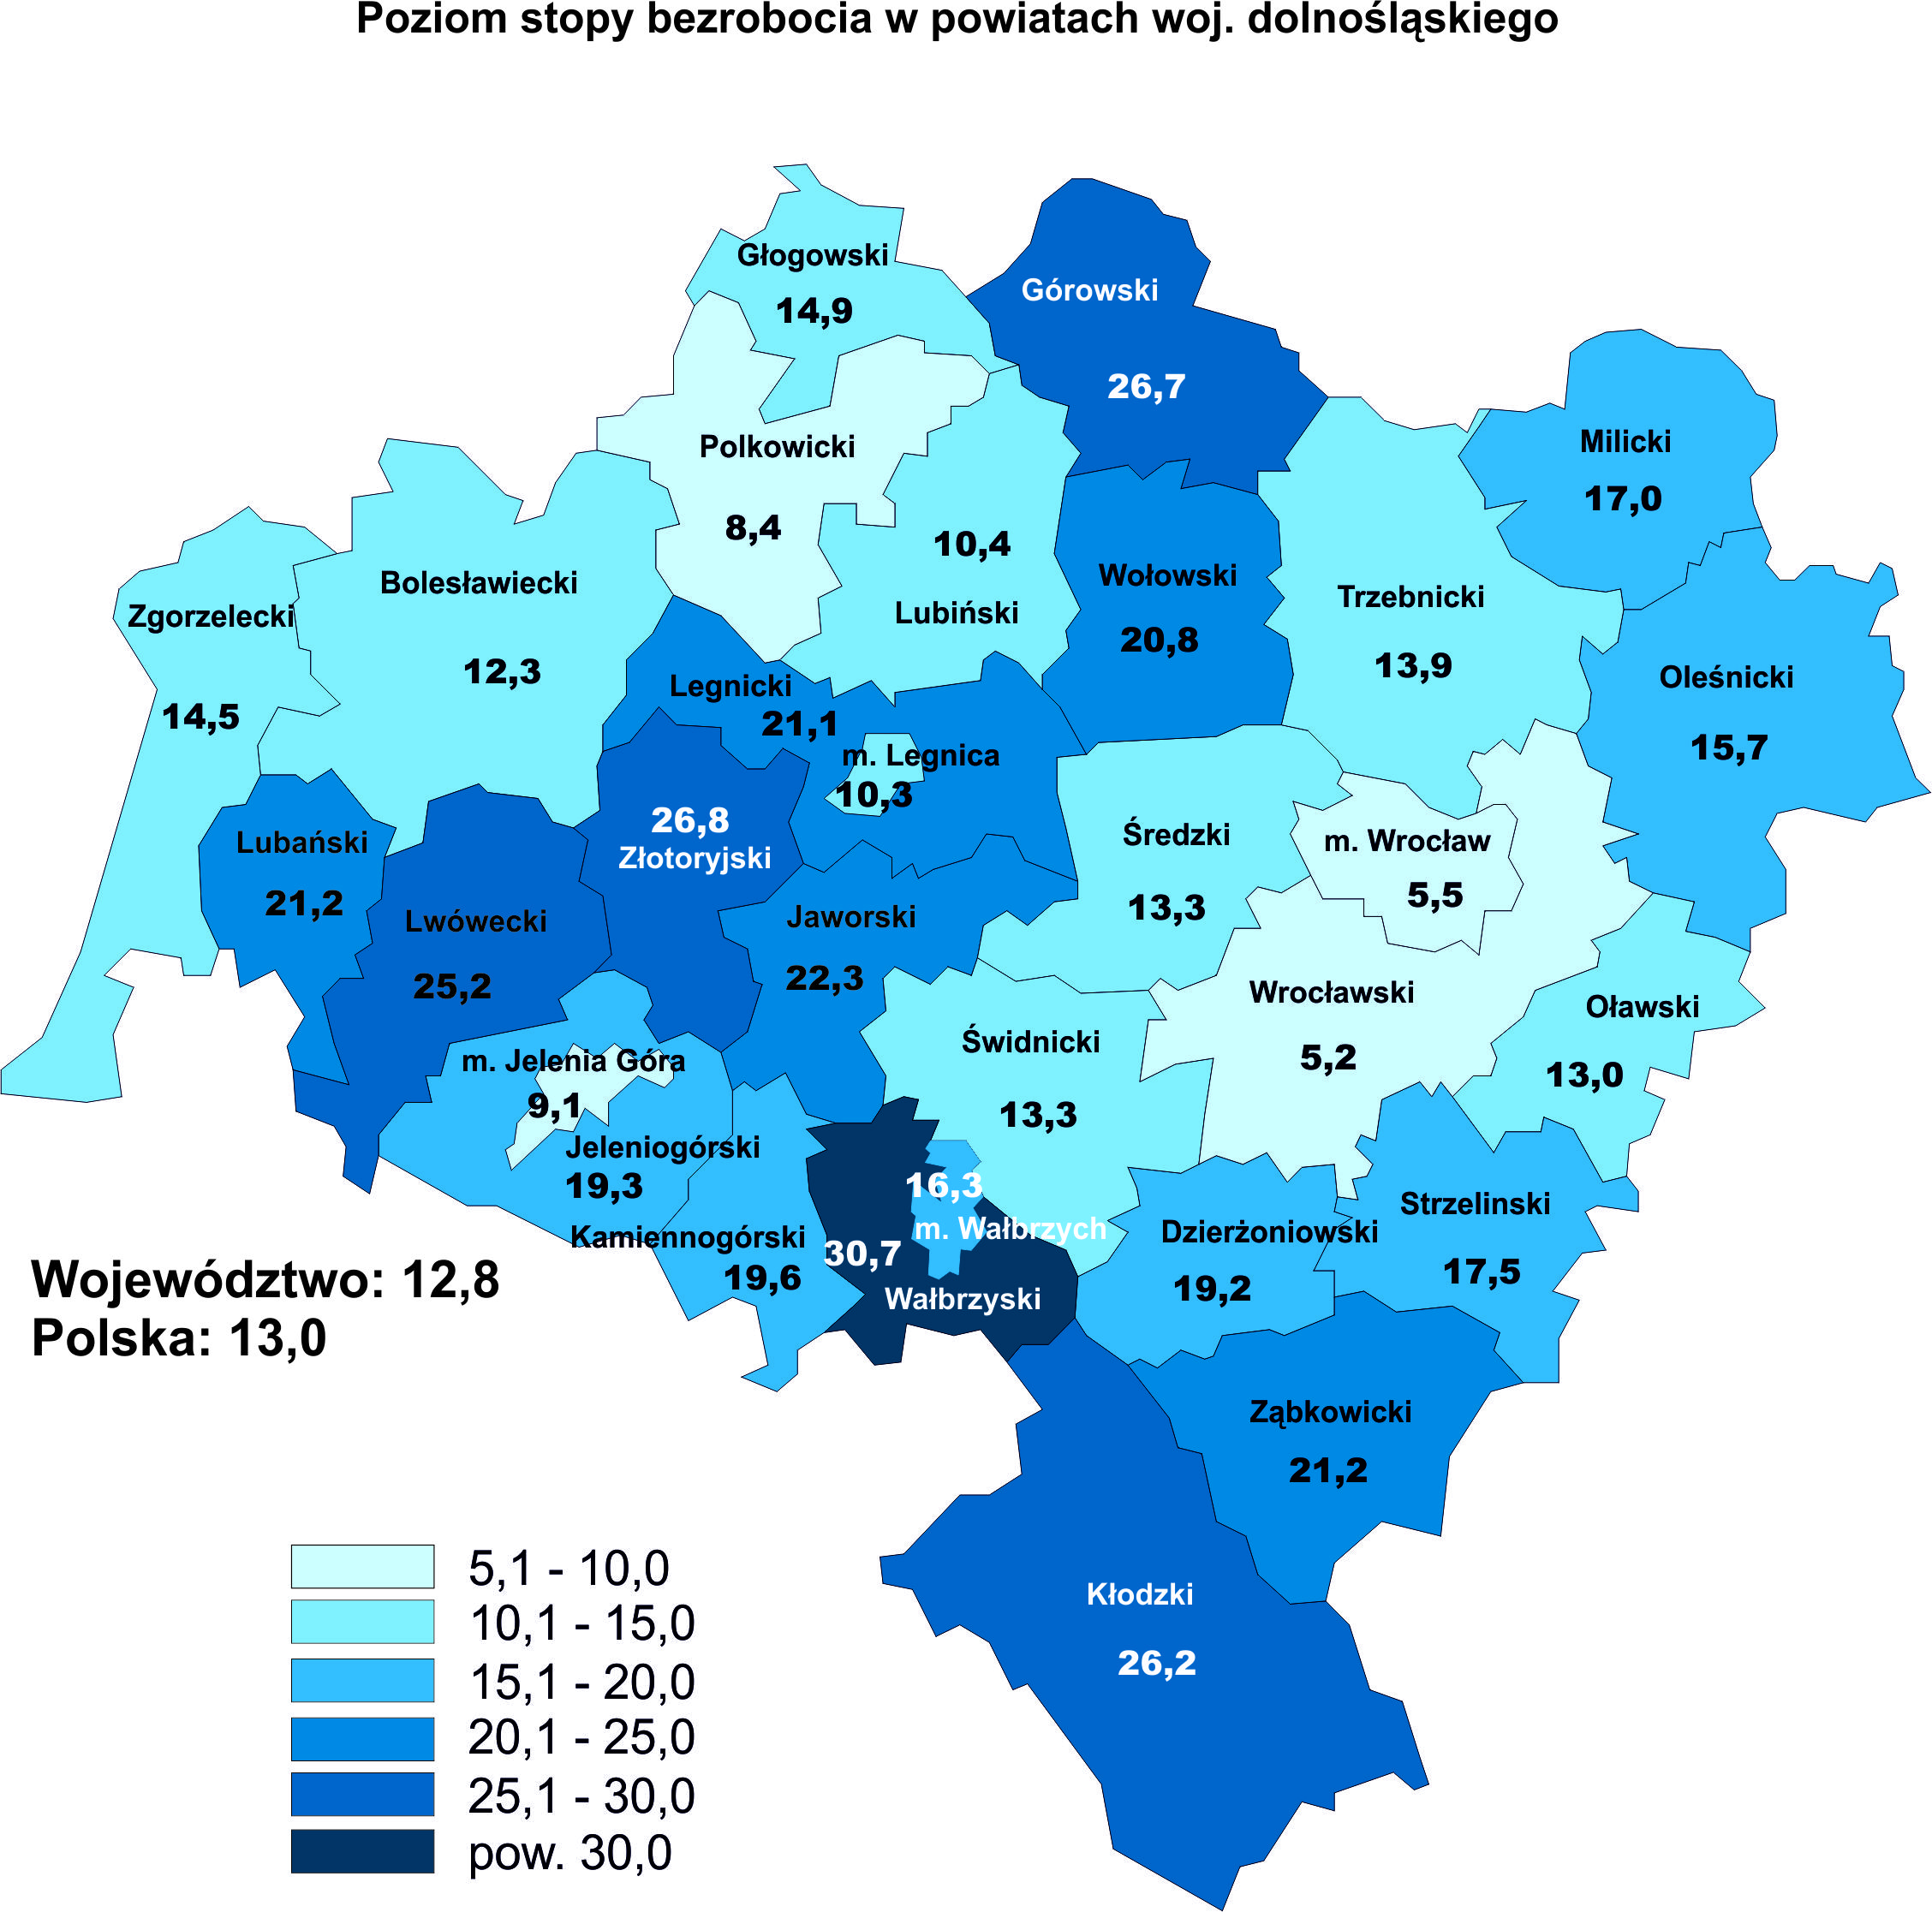 Poziom stopy bezrobocia w powiatach woj. dolnośląskiego
Głogowski
14,9
Górowski
26,7
Polkowicki
8,4
Milicki
17,0
10,4
Lubiński
Bolesławiecki
12,3
Zgorzelecki
14,5
Wołowski
20,8
Trzebnicki
13,9
Oleśnicki
15,7
Legnicki
21,1
m. Legnica
10,3
26,8
Złotoryjski
Lubański
21,2
Średzki
13,3
m. Wrocław
5,5
Lwówecki
25,2
Jaworski
22,3
Wrocławski
5,2
Oławski
13,0
Świdnicki
13,3
m. Jelenia Góra
9,1
Jeleniogórski
19,3
16,3
m. Wałbrzych
Kamiennogórski
19,6
30,7
Wałbrzyski
Dzierżoniowski
19,2
Strzelinski
17,5
Województwo: 12,8
Polska: 13,0
Ząbkowicki
21,2
Kłodzki
26,2
5,1 - 10,0
10,1 - 15,0
15,1 - 20,0
20,1 - 25,0
25,1 - 30,0
pow. 30,0